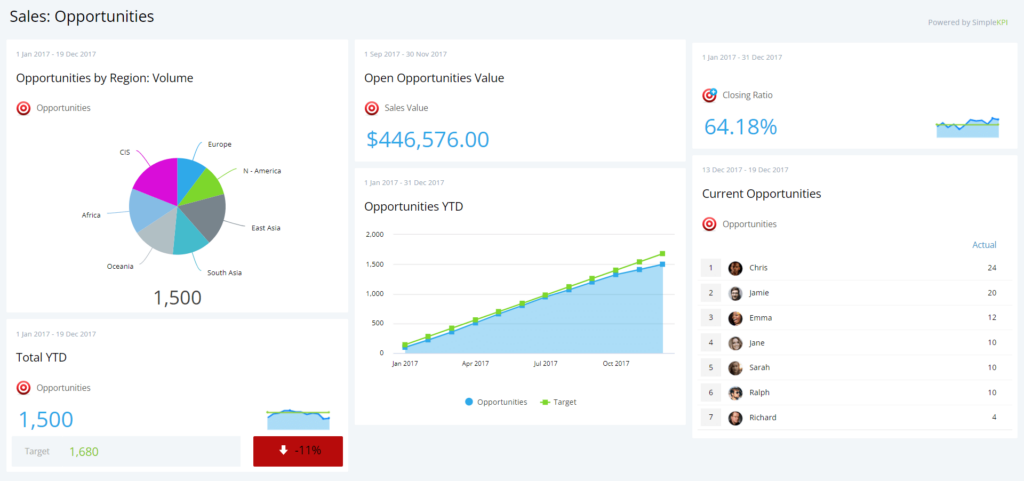 Sales: Opportunities
Powered by SimpleKPI
1 Jan 2017 - 19 Dec 2017
Opportunities by Region: Volume
Opportunities
CIS
Europe
N - America
Africa
East Asia
Oceania
South Asia
1,500
1 Jan 2017 - 19 Dec 2017
Total YTD
Opportunities
1,500
Target 1,680
-11%
1 Sep 2017 - 30 Nov 2017
Open Opportunities Value
Sales Value
$446,576.00
1 Jan 2017 - 31 Dec 2017
Opportunities YTD
2,000
1,500
1,000
500
0
Jan 2017 Apr 2017 Jul 2017 Oct 2017
Opportunities Target
1 Jan 2017 - 31 Dec 2017
Closing Ratio
64.18%
13 Dec 2017 - 19 Dec 2017
Current Opportunities
Opportunities
Actual
1 Chris 24
2 Jamie 20
3 Emma 12
4 Jane 10
5 Sarah 10
6 Ralph 10
7 Richard 4